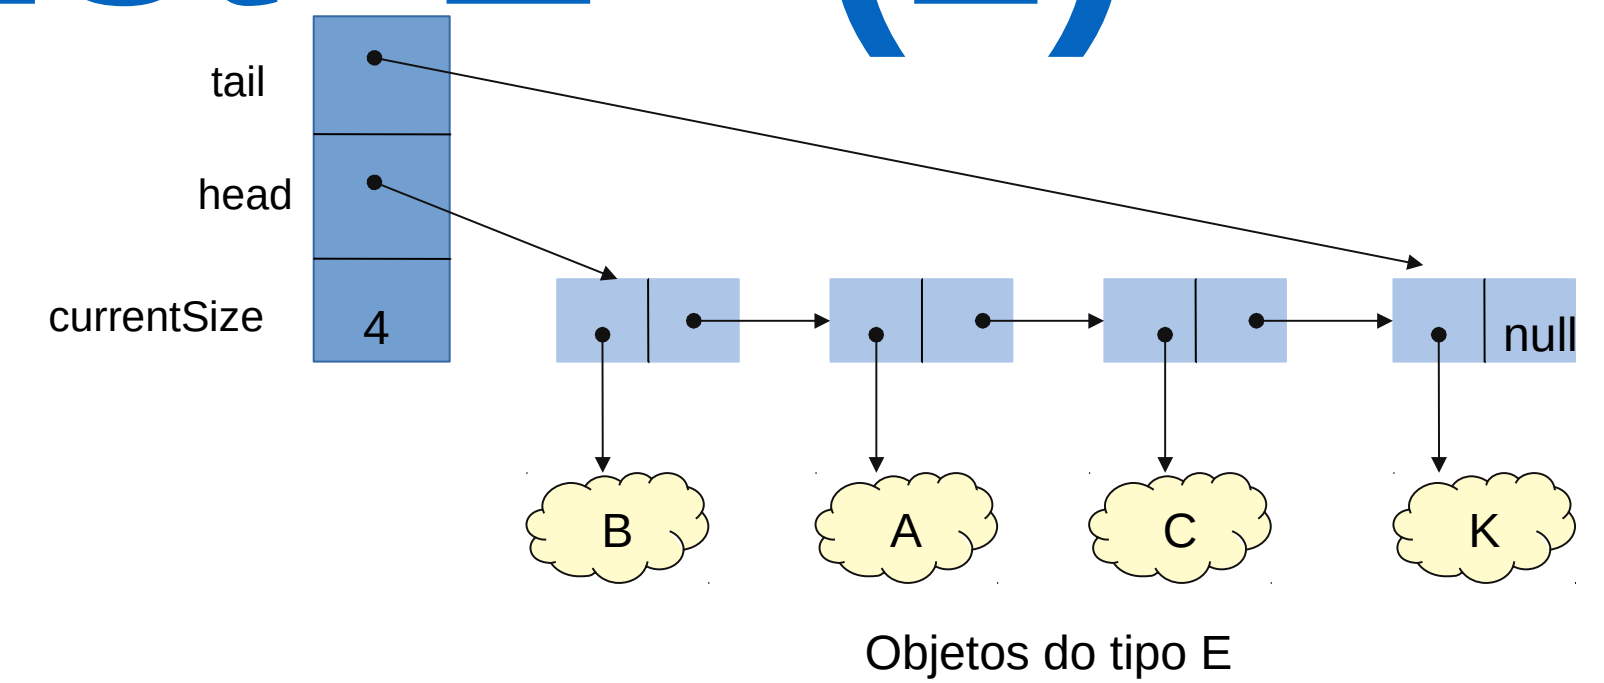 tail
head
currentSize
4
null
B
A
C
K
Objetos do tipo E